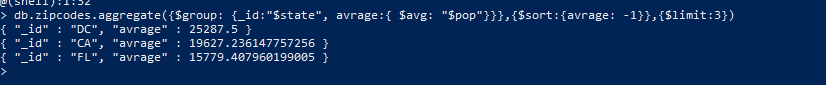 @(shell):1:32
> db.zipcodes.aggregate({$group: {_id:"$state", avrage:{ $avg: "$pop"}}},{$sort:{avrage: -1}},{$limit:3})
{ "_id" : "DC", "avrage" : 25287.5 }
{ "_id" : "CA", "avrage" : 19627.236147757256 }
{ "_id" : "FL", "avrage" : 15779.407960199005 }
>